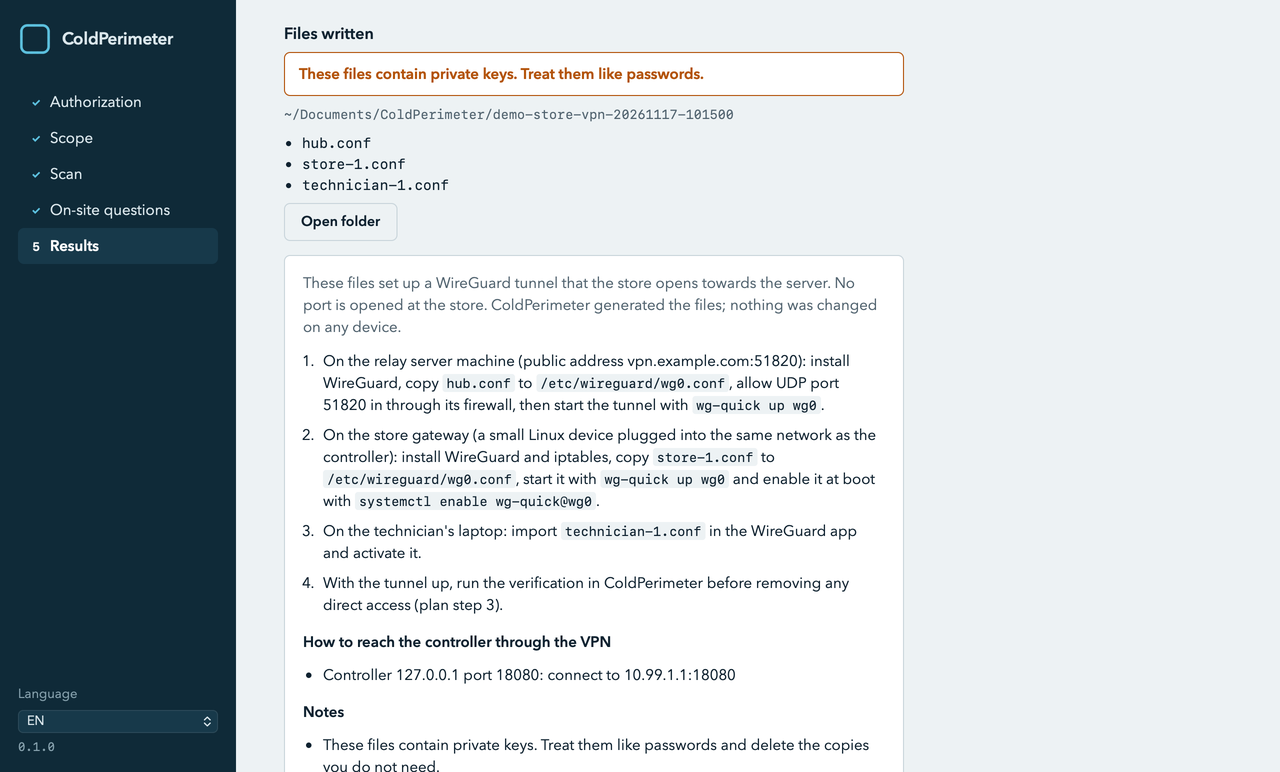 ColdPerimeter
Authorization
Scope
Scan
On-site questions
5 Results
Language
EN
0.1.0
Files written
These files contain private keys. Treat them like passwords.
~/Documents/ColdPerimeter/demo-store-vpn-20261117-101500
hub.conf
store-1.conf
technician-1.conf
Open folder
These files set up a WireGuard tunnel that the store opens towards the server. No
port is opened at the store. ColdPerimeter generated the files; nothing was changed
on any device.
1. On the relay server machine (public address vpn.example.com:51820): install
WireGuard, copy hub.conf to /etc/wireguard/wg0.conf, allow UDP port
51820 in through its firewall, then start the tunnel with wg-quick up wg0.
2. On the store gateway (a small Linux device plugged into the same network as the
controller): install WireGuard and iptables, copy store-1.conf to
/etc/wireguard/wg0.conf, start it with wg-quick up wg0 and enable it at boot
with systemctl enable wg-quick@wg0.
3. On the technician's laptop: import technician-1.conf in the WireGuard app
and activate it.
4. With the tunnel up, run the verification in ColdPerimeter before removing any
direct access (plan step 3).
How to reach the controller through the VPN
Controller 127.0.0.1 port 18080: connect to 10.99.1.1:18080
Notes
These files contain private keys. Treat them like passwords and delete the copies
you do not need.